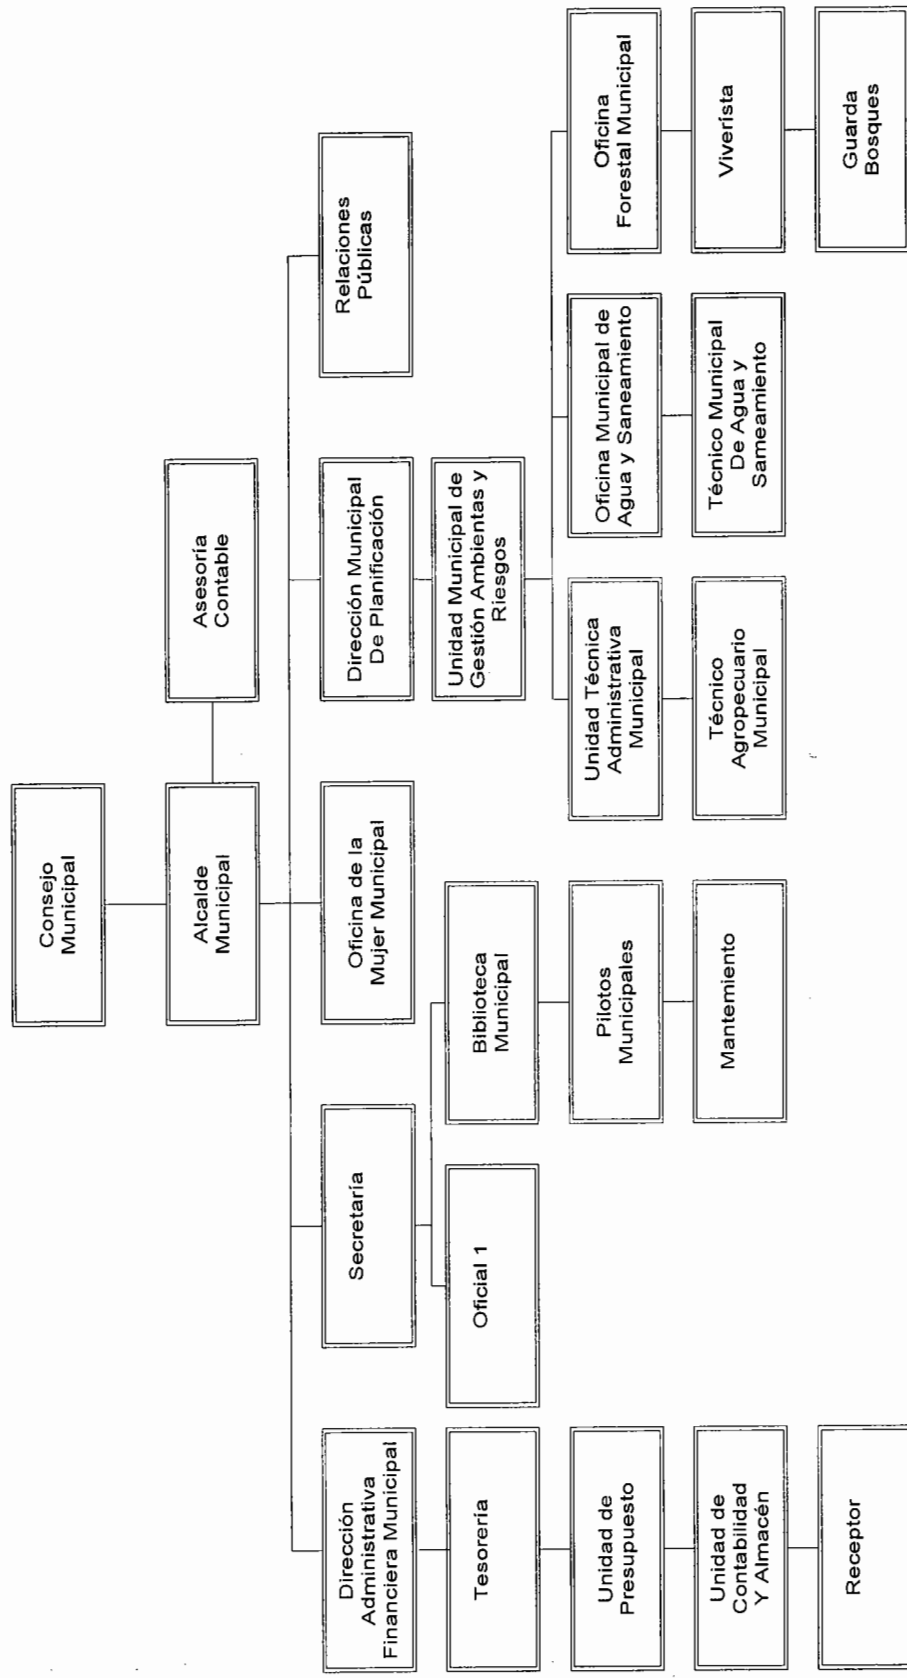 Consejo
Municipal
Alcalde
Municipal
Asesoría
Contable
Dirección
Administrativa
Financiera Municipal
Secretaría
Oficina de la
Mujer Municipal
Dirección Municipal
De Planificación
Relaciones
Públicas
Tesorería
Oficial 1
Biblioteca
Municipal
Unidad Municipal de
Gestión Ambientas y
Riesgos
Unidad de
Presupuesto
Pilotos
Municipales
Unidad Técnica
Administrativa
Municipal
Oficina Municipal de
Agua y Saneamiento
Oficina
Forestal Municipal
Unidad de
Contabilidad
Y Almacén
Mantemiento
Técnico
Agropecuario
Municipal
Técnico Municipal
De Agua y
Sameamiento
Viverísta
Receptor
Guarda
Bosques